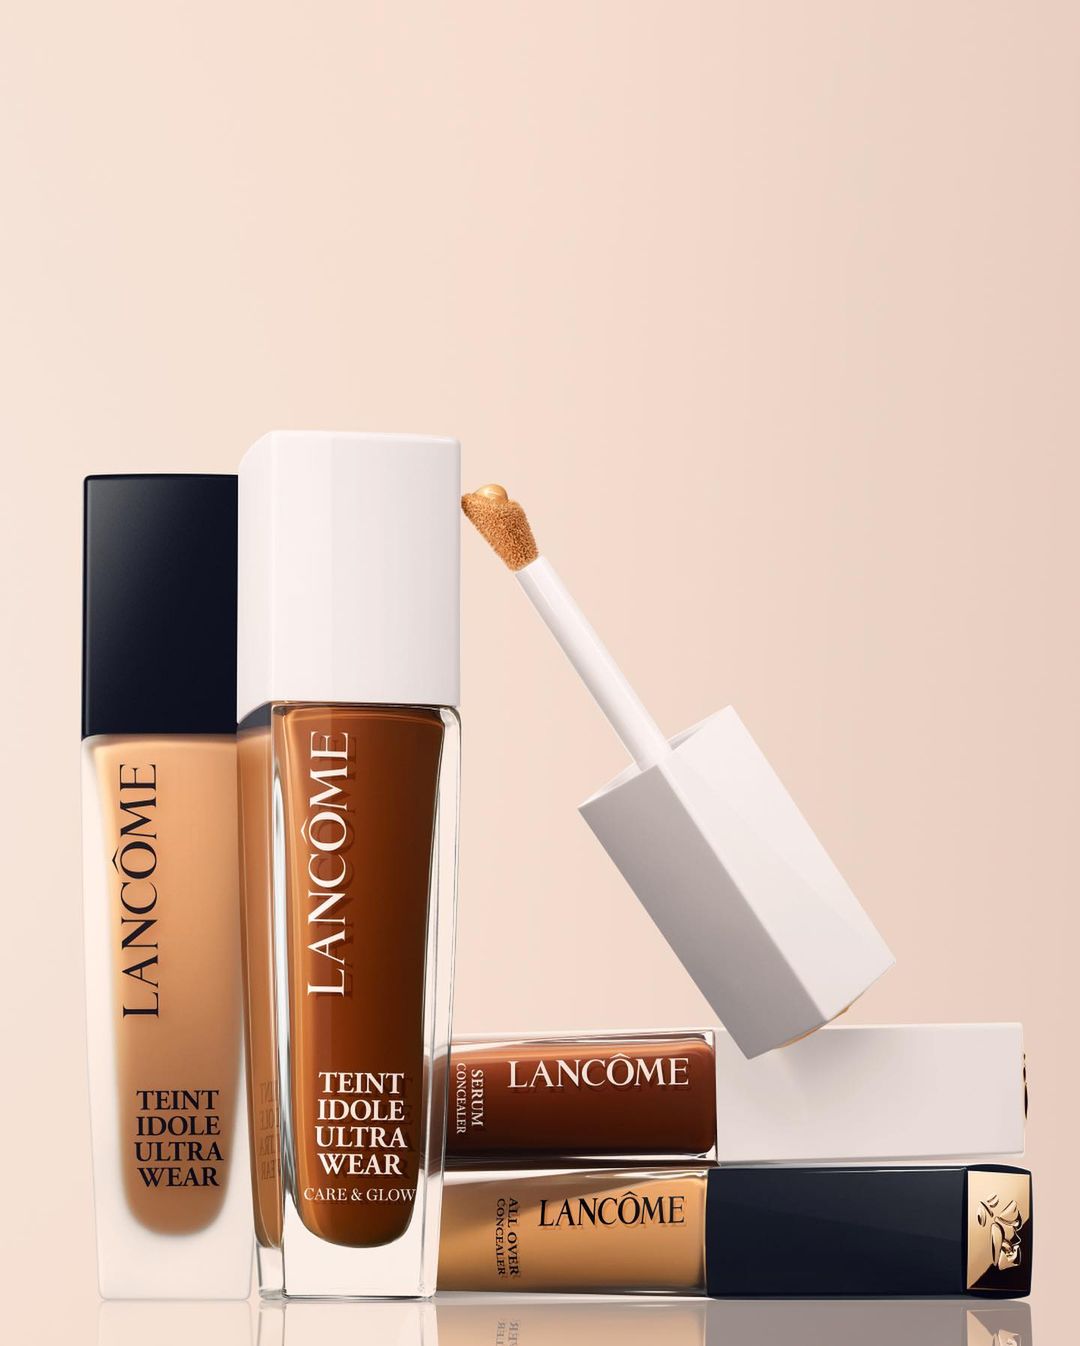 LANCÔME
TEINT
IDOLE
ULTRA
WEAR
LANCÔME
TEINT
IDOLE
ULTRA
WEAR
CARE & GLOW
LANCÔME
SERUM
CONCEALER
LANCÔME
ALL OVER
CONCEALER